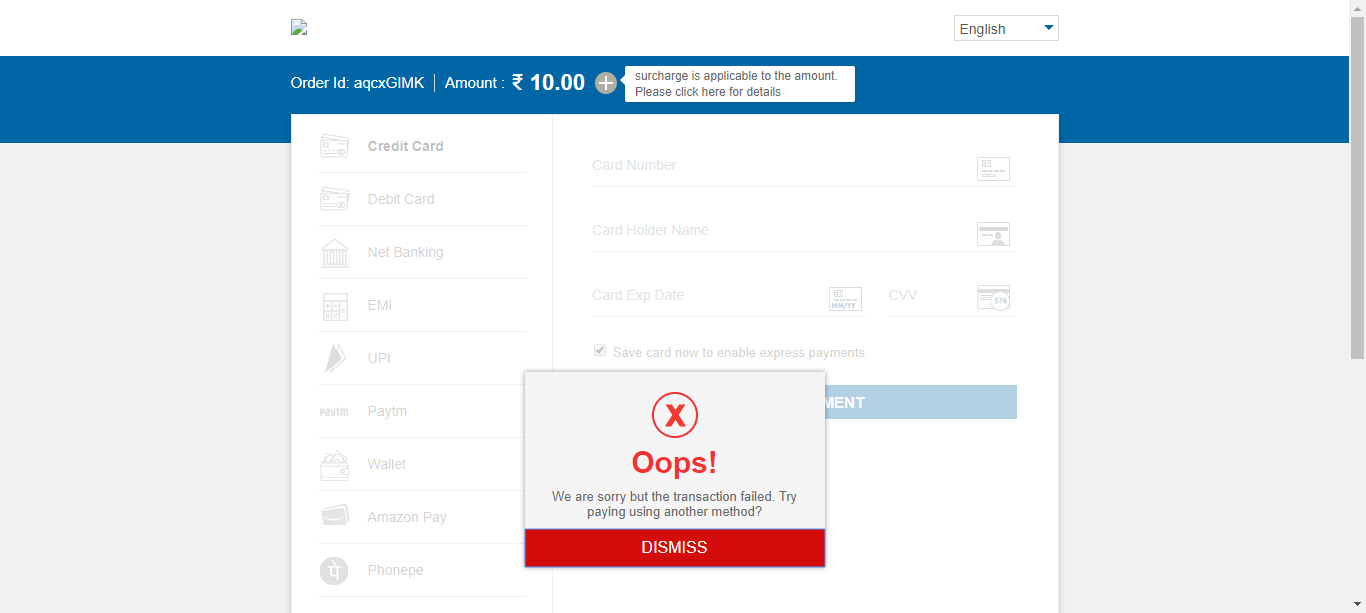 English
Order Id: aqcxGlMK
Amount : ₹ 10.00
surcharge is applicable to the amount.
Please click here for details
Credit Card
Debit Card
Net Banking
EMI
UPI
Paytm
Paytm
Wallet
Amazon Pay
Phonepe
Card Number
Card Holder Name
Card Exp Date
MM/YY
CVV
576
Save card now to enable express payments
MENT
X
Oops!
We are sorry but the transaction failed. Try
paying using another method?
DISMISS